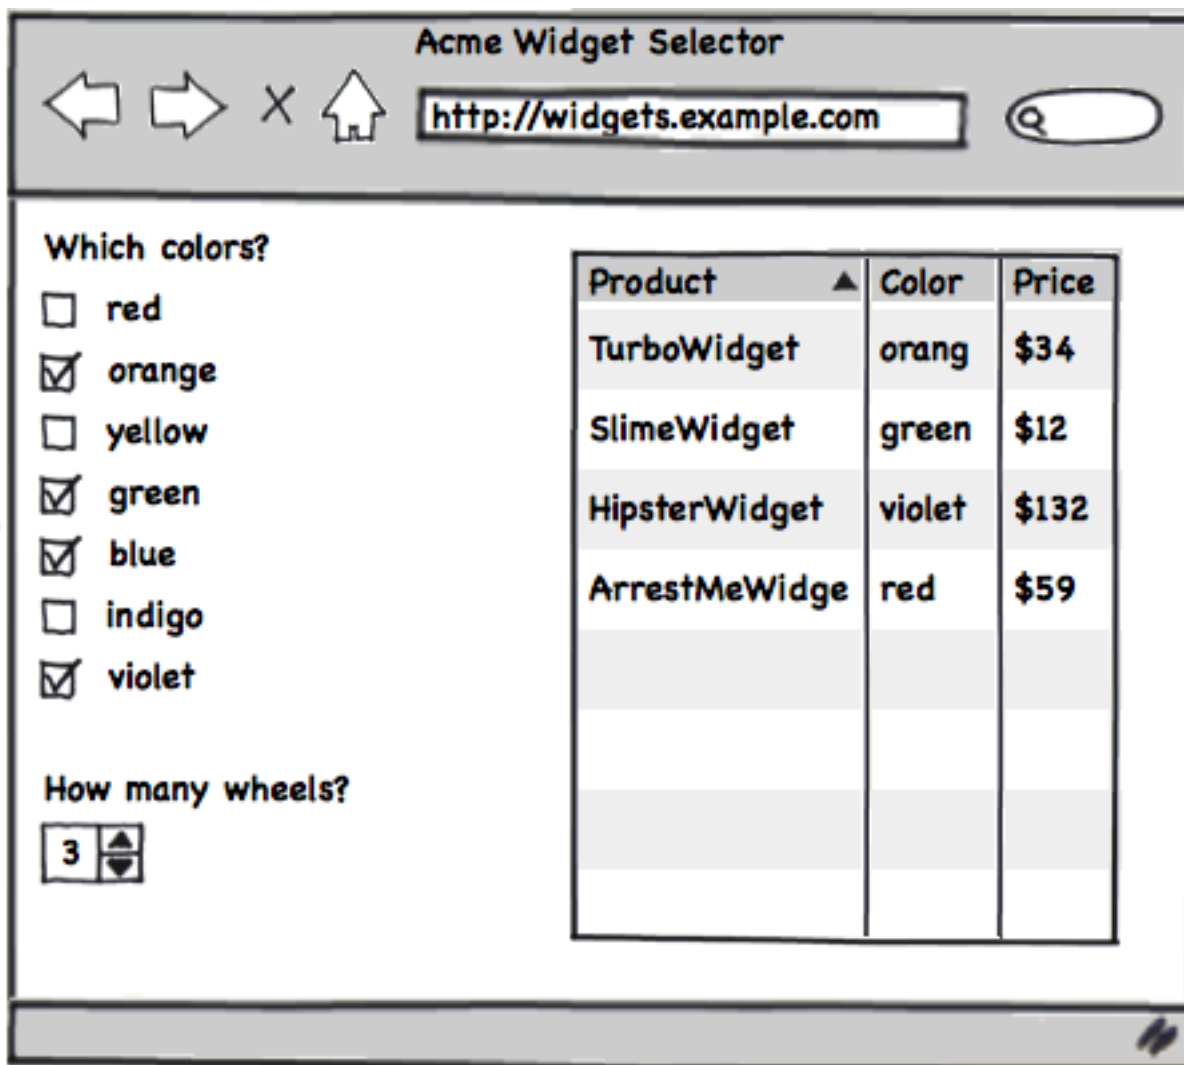 Acme Widget Selector
http://widgets.example.com
Which colors?
red
orange
yellow
green
blue
indigo
violet
How many wheels?
3
Product Color Price
TurboWidget orang $34
SlimeWidget green $12
HipsterWidget violet $132
ArrestMeWidge red $59